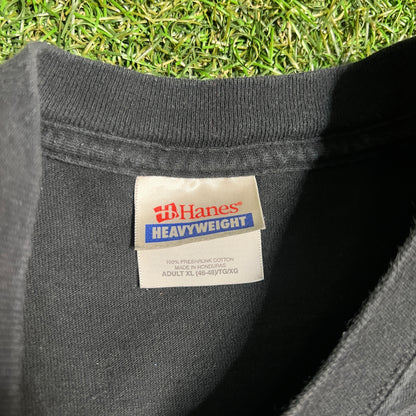 Hanes®
HEAVYWEIGHT
100% PRESHRUNK COTTON
MADE IN HONDURAS
ADULT XL (46-48)/TG/XG